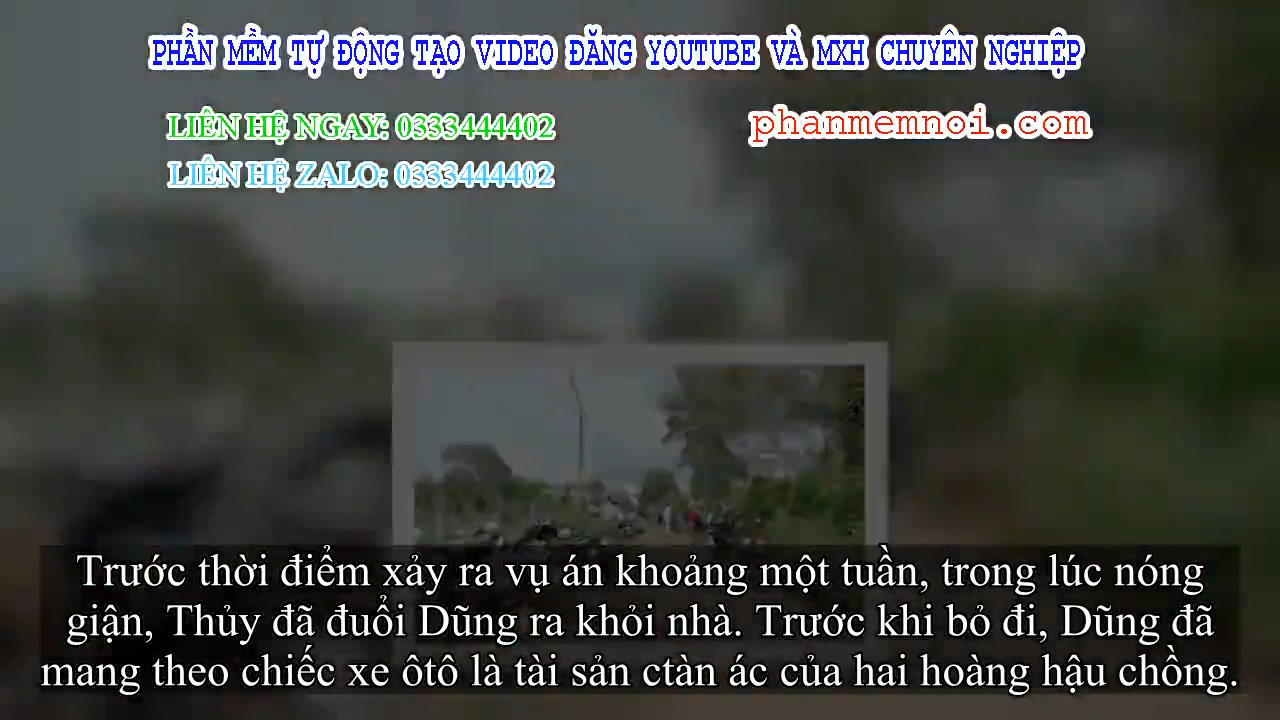 PHẦN MỀM TỰ ĐỘNG TẠO VIDEO ĐĂNG YOUTUBE VÀ MXH CHUYÊN NGHIỆP
LIÊN HỆ NGAY: 0333444402
phanmemnoi.com
LIÊN HỆ ZALO: 0333444402
Trước thời điểm xảy ra vụ án khoảng một tuần, trong lúc nóng
giận, Thủy đã đuổi Dũng ra khỏi nhà. Trước khi bỏ đi, Dũng đã
mang theo chiếc xe ôtô là tài sản ctàn ác của hai hoàng hậu chồng.